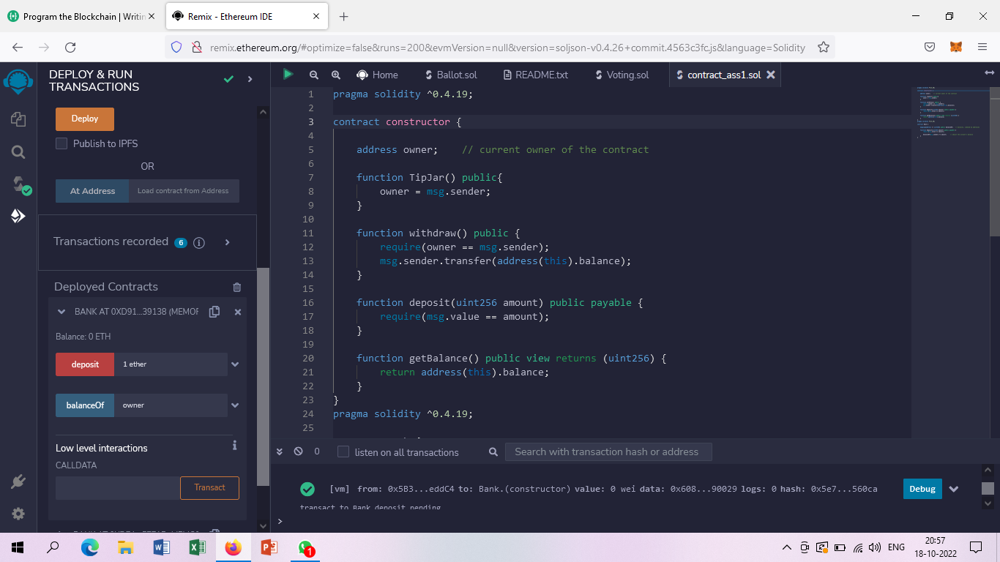 Program the Blockchain | Writin
Remix - Ethereum IDE
remix.ethereum.org/#optimize=false&runs=200&evmVersion=null&version=soljson-v0.4.26+commit.4563c3fc.js&language=Solidity
DEPLOY & RUN
TRANSACTIONS
Deploy
Publish to IPFS
OR
At Address
Load contract from Address
Transactions recorded 6
Deployed Contracts
BANK AT 0XD91...39138 (MEMOR
Balance: 0 ETH
deposit
1 ether
balanceOf
owner
Low level interactions
CALLDATA
Transact
Home
Ballot.sol
README.txt
Voting.sol
contract_ass1.sol
1 pragma solidity ^0.4.19;
2
3 contract constructor {
4
5 address owner; // current owner of the contract
6
7 function TipJar() public{
8 owner = msg.sender;
9 }
10
11 function withdraw() public {
12 require(owner == msg.sender);
13 msg.sender.transfer(address(this).balance);
14 }
15
16 function deposit(uint256 amount) public payable {
17 require(msg.value == amount);
18 }
19
20 function getBalance() public view returns (uint256) {
21 return address(this).balance;
22 }
23 }
24 pragma solidity ^0.4.19;
25
0
listen on all transactions
Search with transaction hash or address
[vm] from: 0x5B3...eddC4 to: Bank.(constructor) value: 0 wei data: 0x608...90029 logs: 0 hash: 0x5e7...560ca
Debug
transact to Bank.deposit pending
>
1
ENG
20:57
18-10-2022